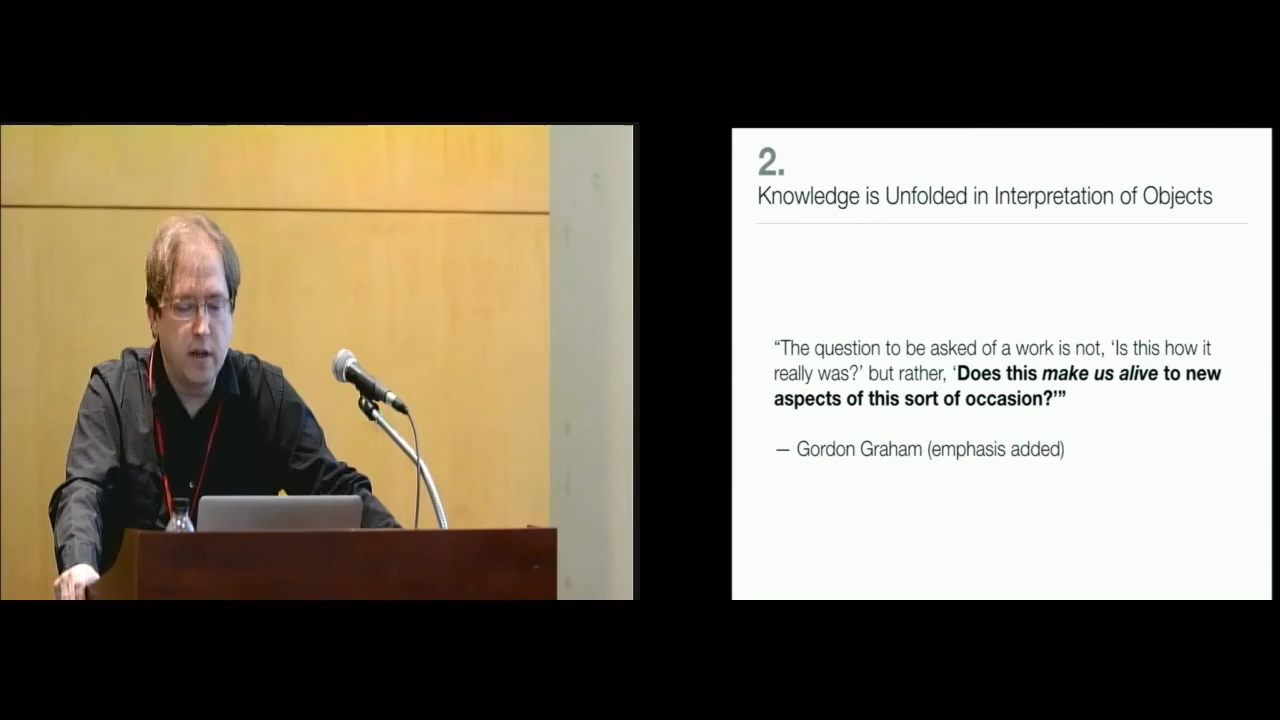 2.
Knowledge is Unfolded in Interpretation of Objects
“The question to be asked of a work is not, ‘Is this how it
really was?’ but rather, ‘Does this make us alive to new
aspects of this sort of occasion?’”
— Gordon Graham (emphasis added)